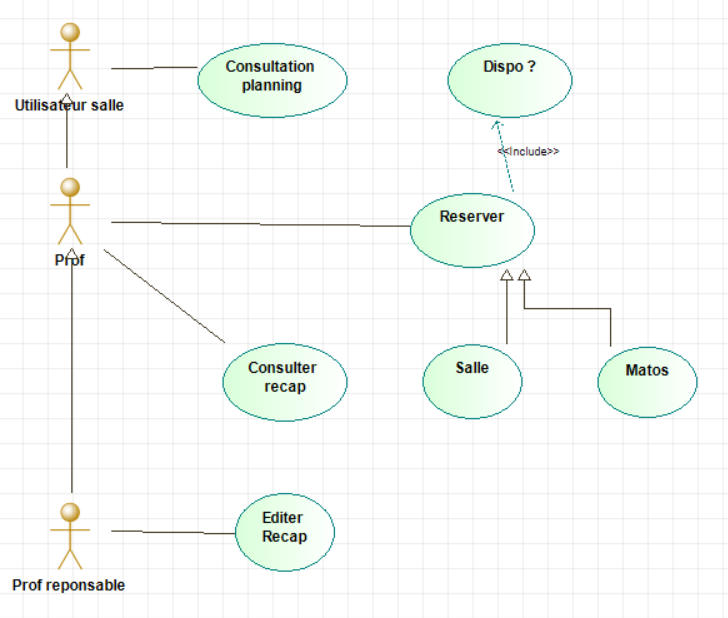 Consultation
planning
Dispo ?
Utilisateur salle
<<Include>>
Reserver
Prof
Consulter
recap
Salle
Matos
Editer
Recap
Prof reponsable